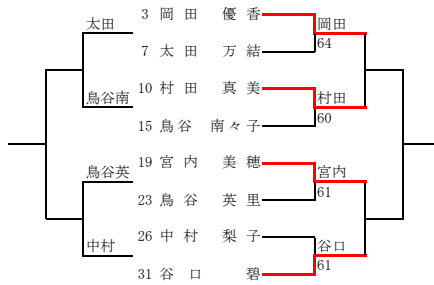 太田
3 岡田 優香
岡田
7 太田 万結
64
鳥谷南
10 村田 真美
村田
15 鳥谷 南々子
60
鳥谷英
19 宮内 美穂
宮内
23 鳥谷 英里
61
中村
26 中村 梨子
谷口
31 谷口 碧
61